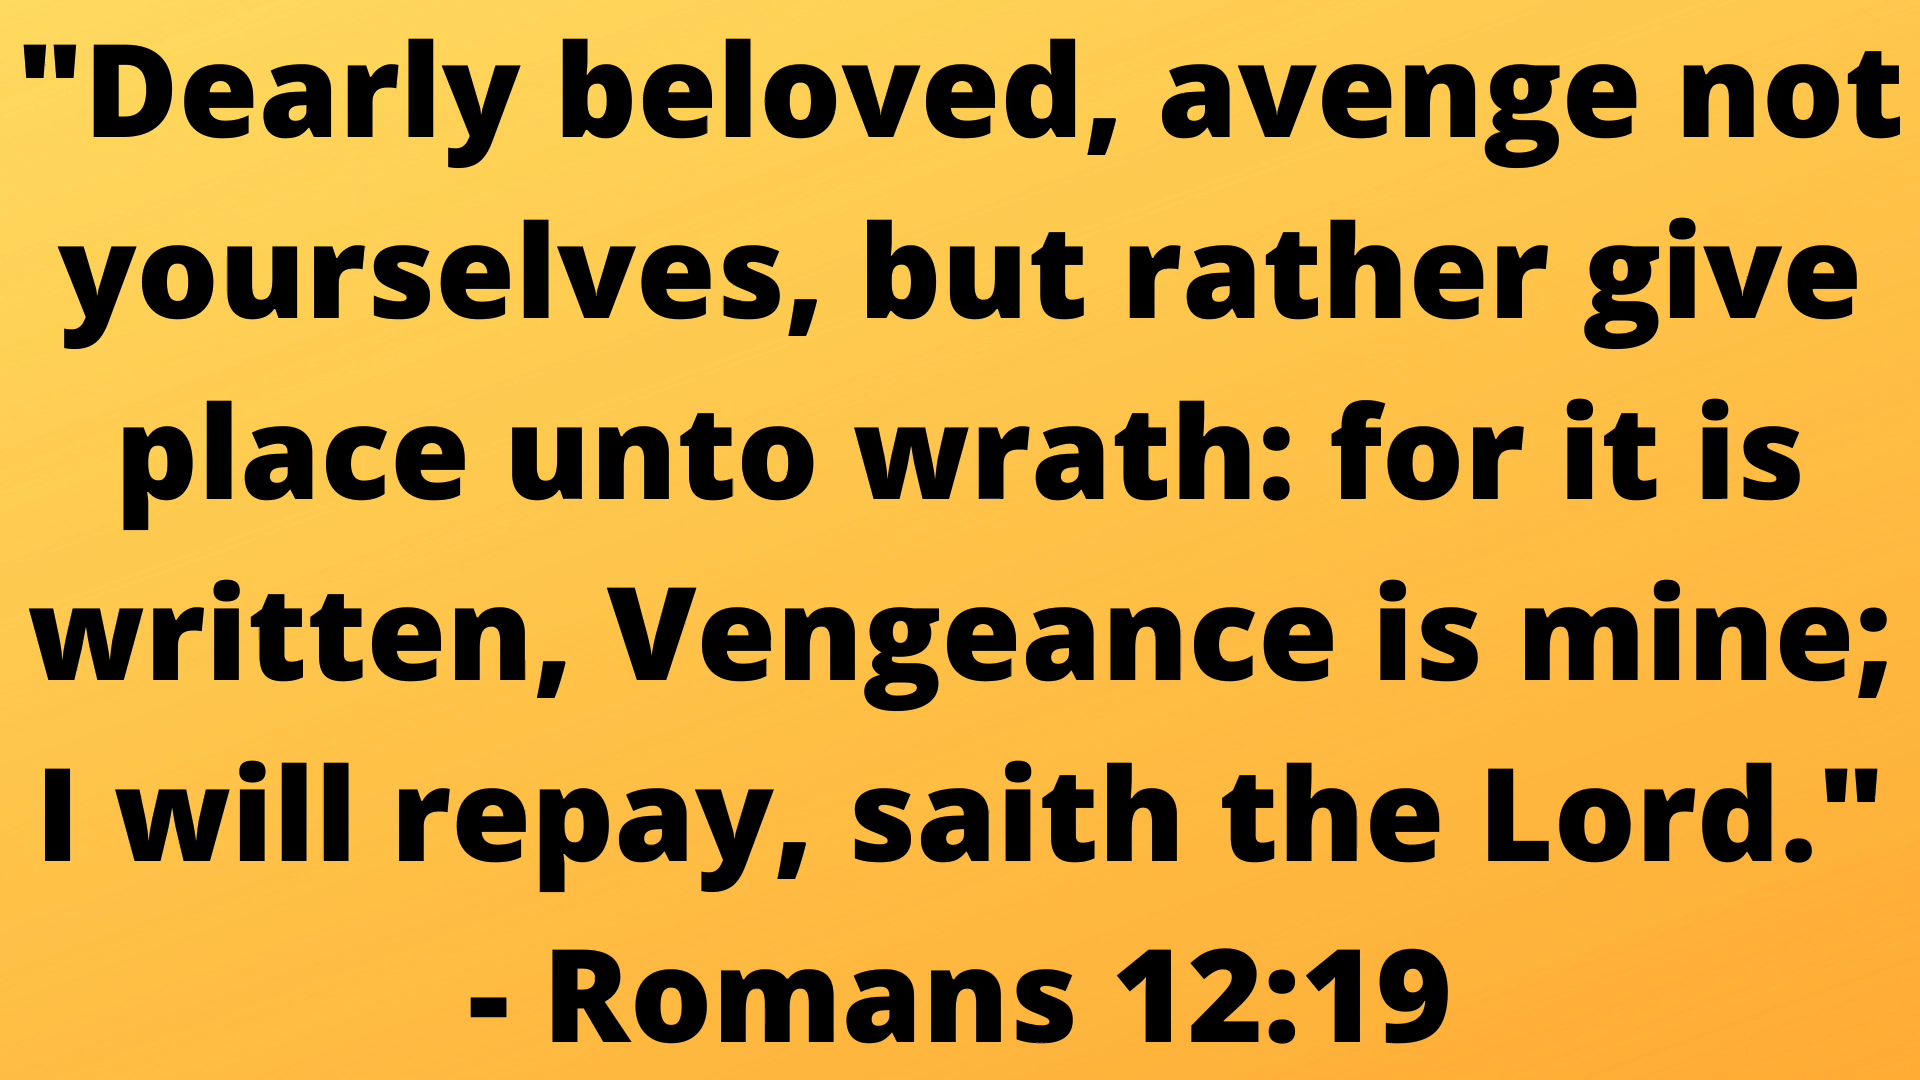 "Dearly beloved, avenge not
yourselves, but rather give
place unto wrath: for it is
written, Vengeance is mine;
I will repay, saith the Lord."
- Romans 12:19